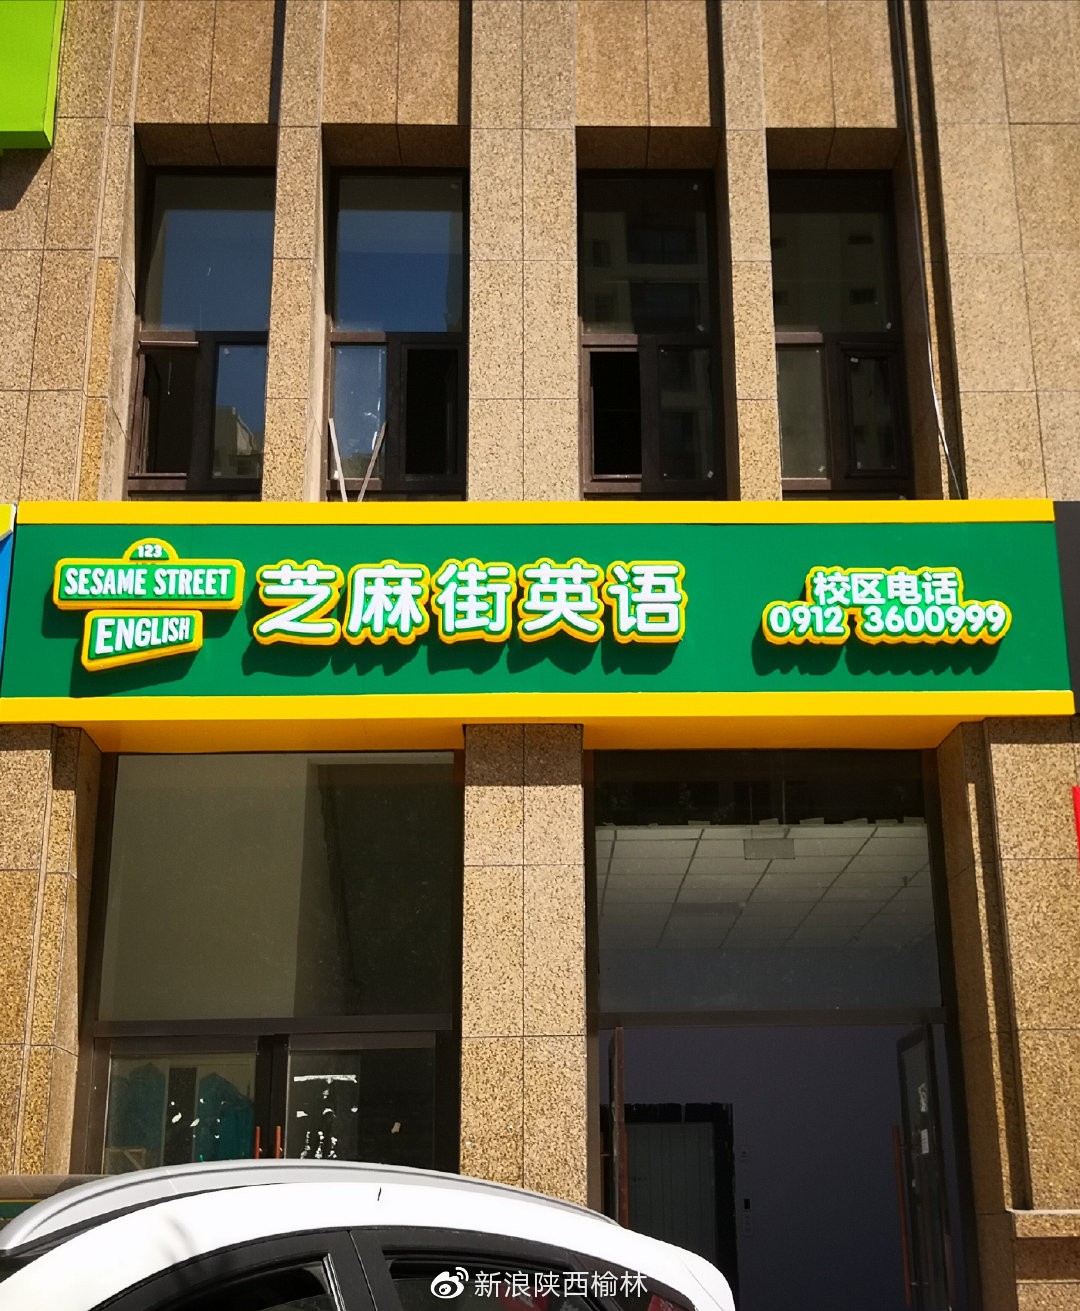 123
SESAME STREET
ENGLISH
芝麻街英语
校区电话
0912 3600999
新浪陕西榆林